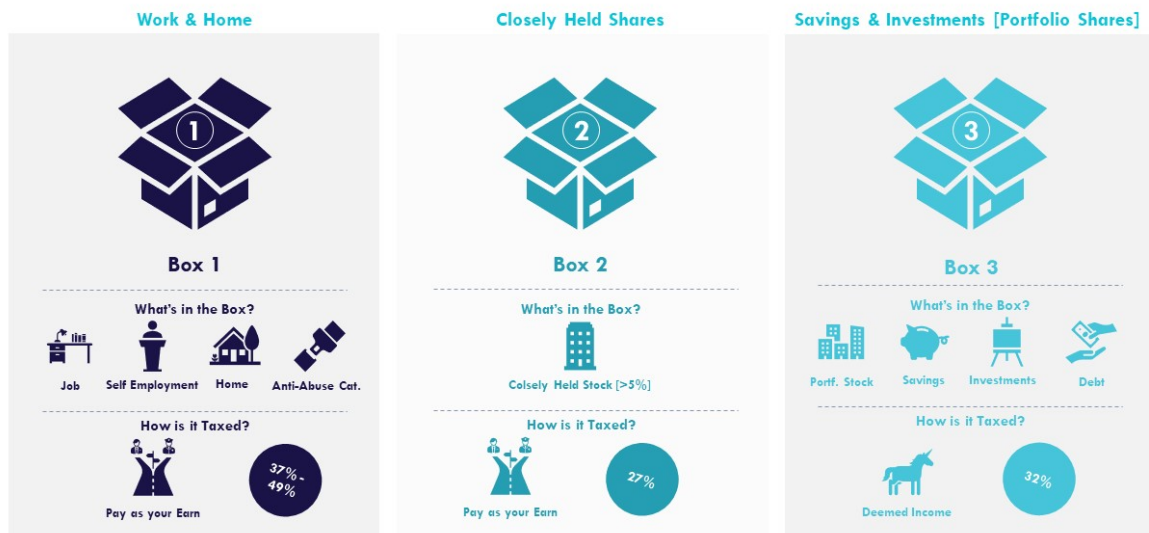 Work & Home
1
Box 1
What's in the Box?
Job
Self Employment
Home
Anti-Abuse Cat.
How is it Taxed?
37% -
49%
Pay as your Earn
Closely Held Shares
2
Box 2
What's in the Box?
Colsely Held Stock [>5%]
How is it Taxed?
27%
Pay as your Earn
Savings & Investments [Portfolio Shares]
3
Box 3
What's in the Box?
Portf. Stock
Savings
Investments
Debt
How is it Taxed?
32%
Deemed Income